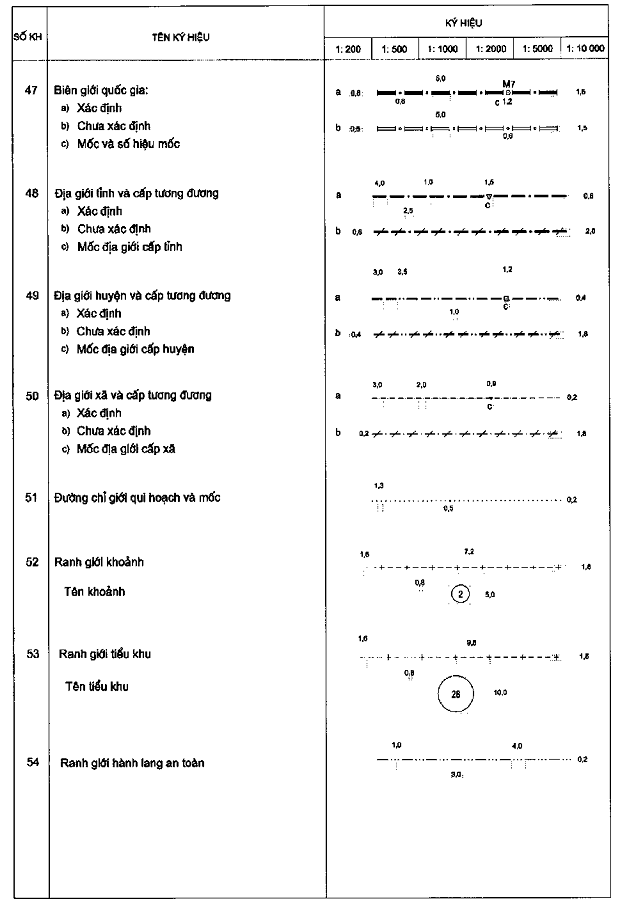 SỐ KH
TÊN KÝ HIỆU
KÝ HIỆU
1: 200 1: 500 1: 1000 1: 2000 1: 5000 1: 10 000
47 Biên giới quốc gia:
a) Xác định
b) Chưa xác định
c) Mốc và số hiệu mốc
5,0 M7
a 0,8 1,5
0,6 c 1,2
5,0
b 0,8 1,5
0,9
48 Địa giới tỉnh và cấp tương đương
a) Xác định
b) Chưa xác định
c) Mốc địa giới cấp tỉnh
4,0 1,0 1,5
a 0,6
2,5 c
b 0,6 2,0
49 Địa giới huyện và cấp tương đương
a) Xác định
b) Chưa xác định
c) Mốc địa giới cấp huyện
3,0 2,5 1,2
a 0,4
1,0 c
b 0,4 1,8
50 Địa giới xã và cấp tương đương
a) Xác định
b) Chưa xác định
c) Mốc địa giới cấp xã
3,0 2,0 0,9
a 0,2
c
b 0,2 1,8
51 Đường chỉ giới qui hoạch và mốc
1,3
0,2
0,5
52 Ranh giới khoảnh
1,6 7,2
1,6
Tên khoảnh
0,8 2 5,0
53 Ranh giới tiểu khu
1,6 9,6
1,6
Tên tiểu khu
0,8 28 10,0
54 Ranh giới hành lang an toàn
1,0 4,0
0,2
3,0